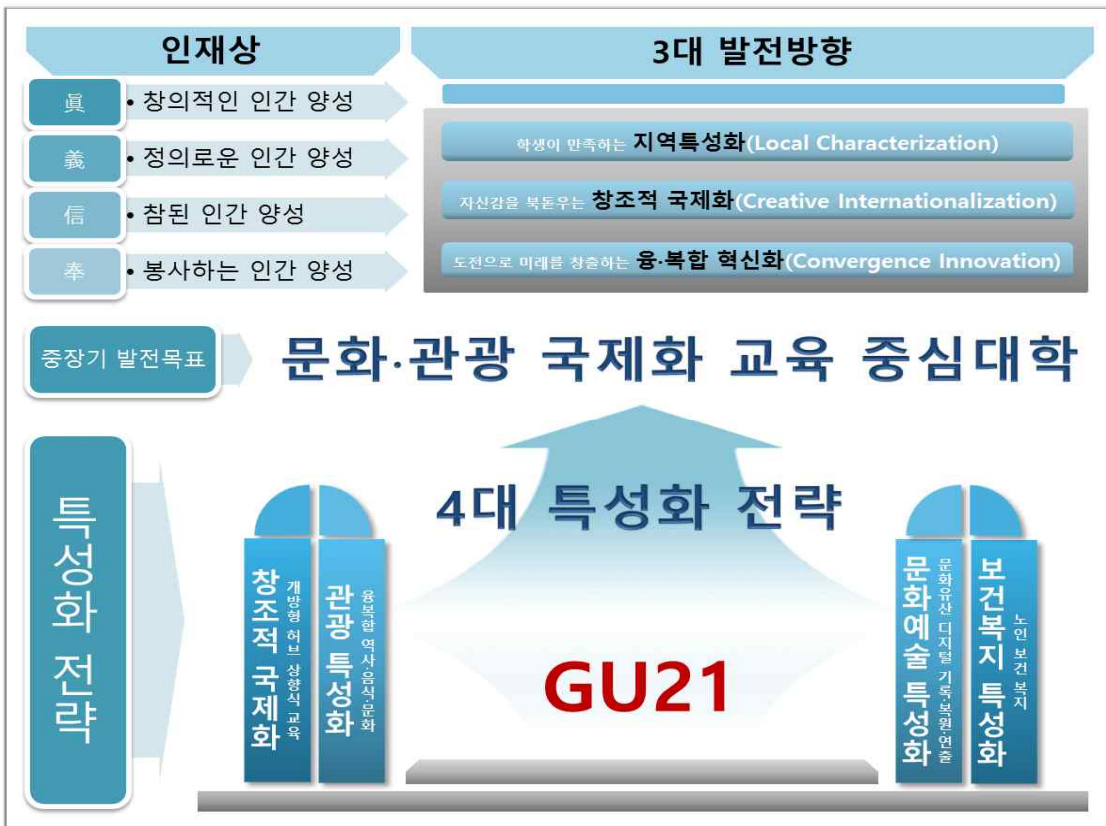 인재상
眞
• 창의적인 인간 양성
義
• 정의로운 인간 양성
信
• 참된 인간 양성
奉
• 봉사하는 인간 양성
3대 발전방향
학생이 만족하는 지역특성화(Local Characterization)
자신감을 북돋우는 창조적 국제화(Creative Internationalization)
도전으로 미래를 창출하는 융·복합 혁신화(Convergence Innovation)
중장기 발전목표
문화·관광 국제화 교육 중심대학
특성화 전략
4대 특성화 전략
창조적 국제화
개방형 허브 상향식 교육
관광 특성화
융복합 역사·음식·문화
GU21
문화예술 특성화
문화유산 디지털 기록·복원·연출
보건복지 특성화
노인 보건 복지